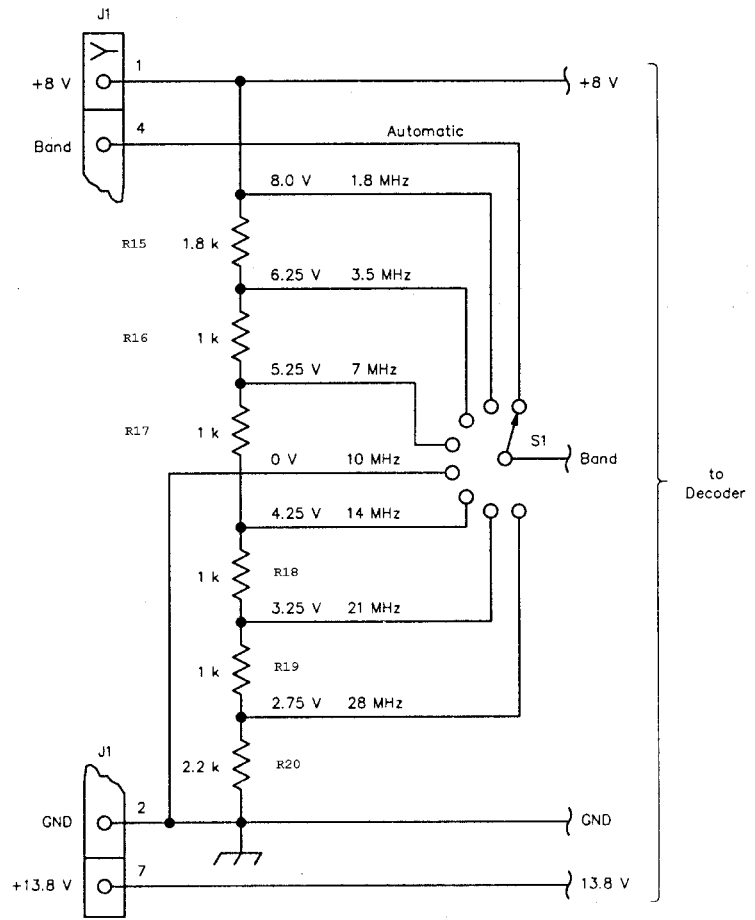 J1
1
+8 V
+8 V
4
Band
Automatic
8.0 V 1.8 MHz
R15 1.8 k
6.25 V 3.5 MHz
R16 1 k
5.25 V 7 MHz
R17 1 k
S1
0 V 10 MHz
Band
to
Decoder
4.25 V 14 MHz
1 k R18
3.25 V 21 MHz
1 k R19
2.75 V 28 MHz
J1
2.2 k R20
2
GND
GND
7
+13.8 V
13.8 V